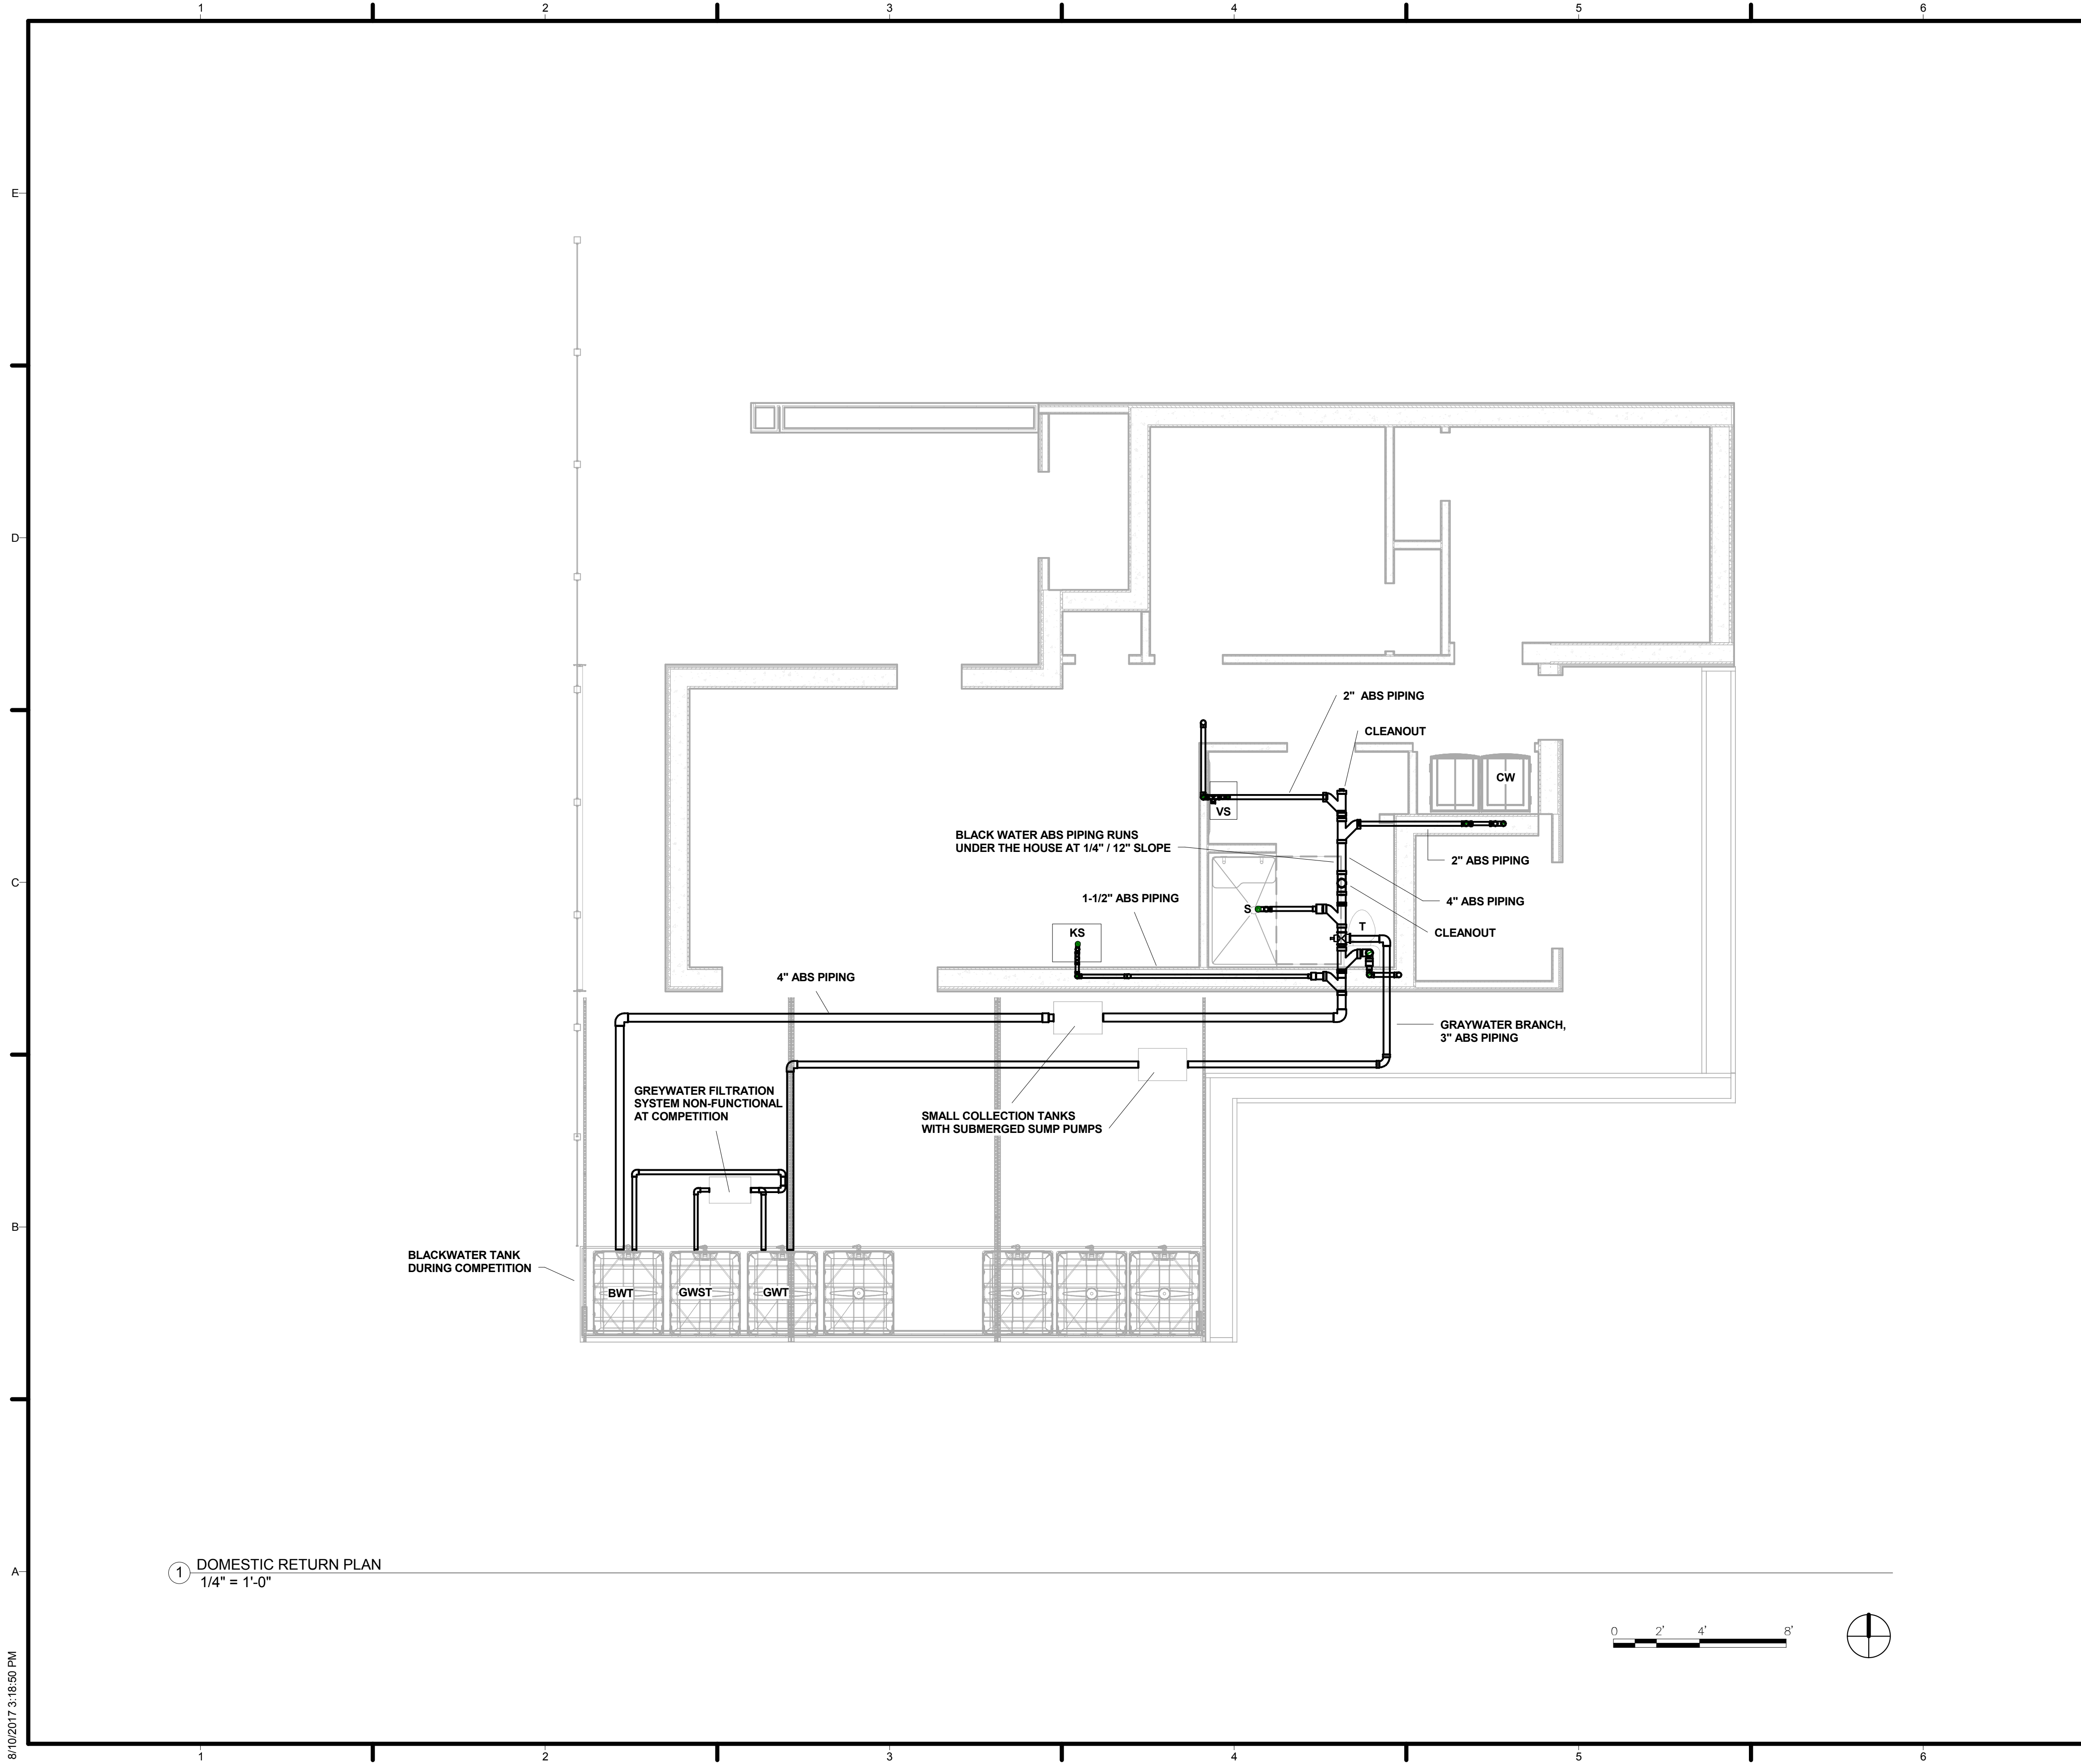 1 2 3 4 5 6
E
D
2" ABS PIPING
CLEANOUT
CW
VS
BLACK WATER ABS PIPING RUNS
UNDER THE HOUSE AT 1/4" / 12" SLOPE
2" ABS PIPING
C
1-1/2" ABS PIPING
4" ABS PIPING
S
T
KS
CLEANOUT
4" ABS PIPING
GRAYWATER BRANCH,
3" ABS PIPING
GREYWATER FILTRATION
SYSTEM NON-FUNCTIONAL
AT COMPETITION
SMALL COLLECTION TANKS
WITH SUBMERGED SUMP PUMPS
B
BLACKWATER TANK
DURING COMPETITION
BWT
GWST
GWT
A
1
DOMESTIC RETURN PLAN
1/4" = 1'-0"
0 2' 4' 8'
8/10/2017 3:18:50 PM
1 2 3 4 5 6